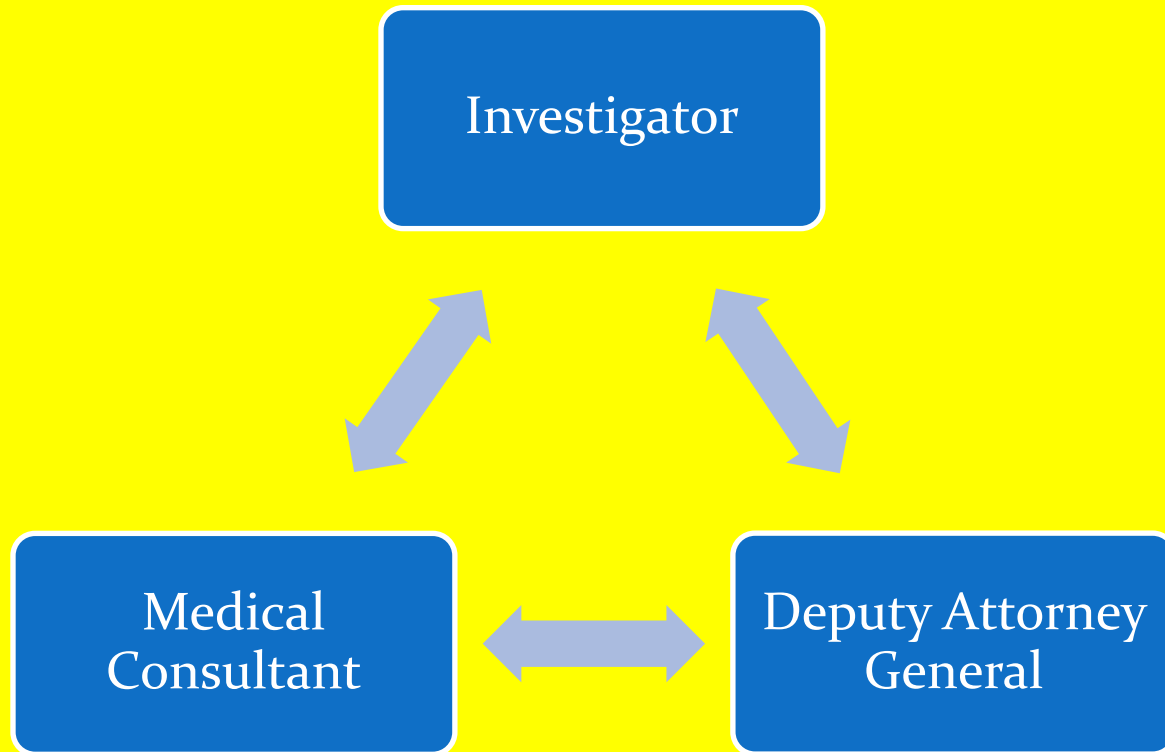 Investigator
Medical
Consultant
Deputy Attorney
General